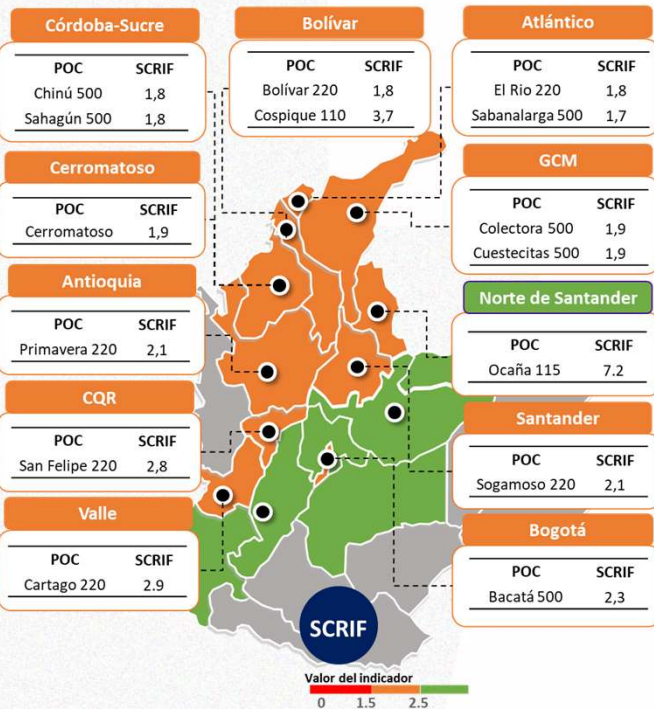 Córdoba-Sucre
POC SCRIF
Chinú 500 1,8
Sahagún 500 1,8
Bolívar
POC SCRIF
Bolívar 220 1,8
Cospique 110 3,7
Atlántico
POC SCRIF
El Rio 220 1,8
Sabanalarga 500 1,7
Cerromatoso
POC SCRIF
Cerromatoso 1,9
GCM
POC SCRIF
Colectora 500 1,9
Cuestecitas 500 1,9
Antioquia
POC SCRIF
Primavera 220 2,1
Norte de Santander
POC SCRIF
Ocaña 115 7.2
CQR
POC SCRIF
San Felipe 220 2,8
Santander
POC SCRIF
Sogamoso 220 2,1
Valle
POC SCRIF
Cartago 220 2.9
Bogotá
POC SCRIF
Bacatá 500 2,3
SCRIF
Valor del indicador
0 1.5 2.5